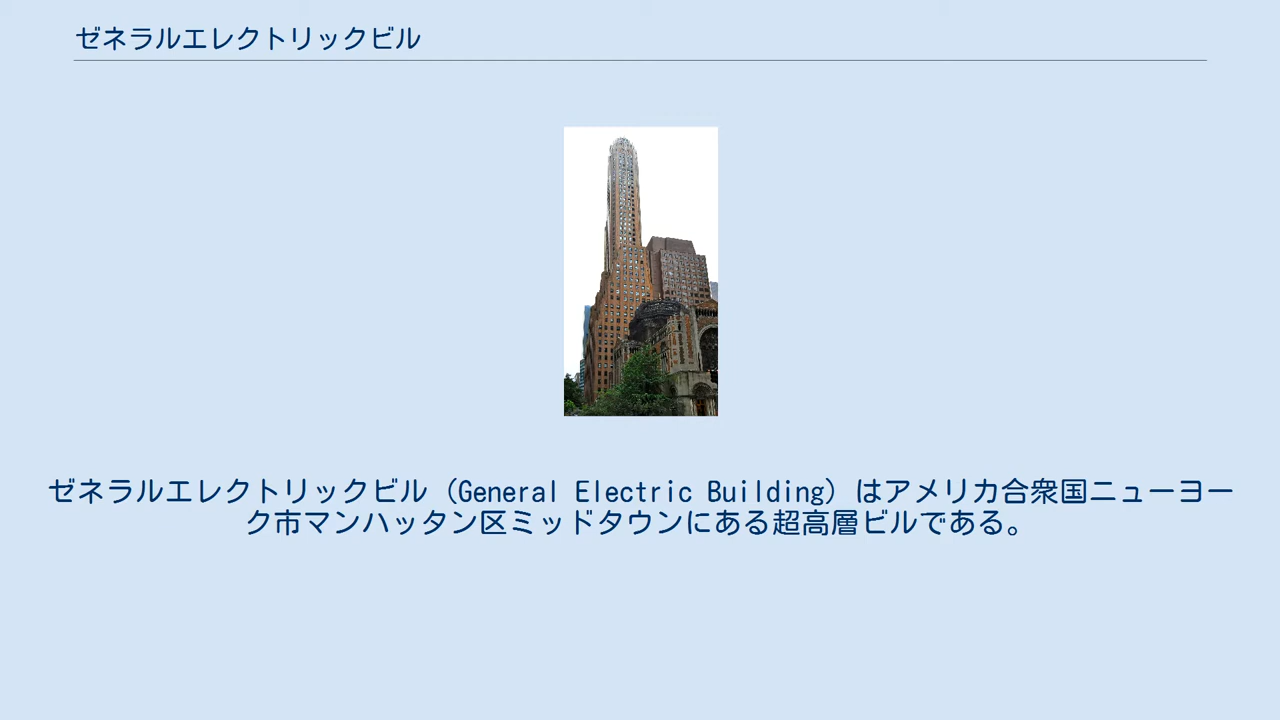 ゼネラルエレクトリックビル
ゼネラルエレクトリックビル（General Electric Building）はアメリカ合衆国ニューヨー
ク市マンハッタン区ミッドタウンにある超高層ビルである。